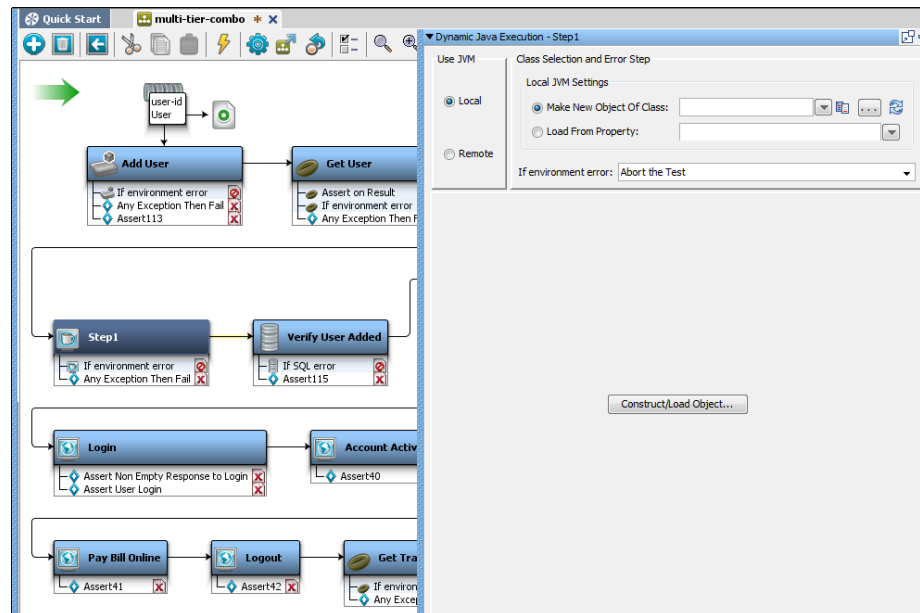 Quick Start
multi-tier-combo * x
Dynamic Java Execution - Step1
Use JVM
Class Selection and Error Step
Local JVM Settings
Local
Make New Object Of Class:
...
Load From Property:
Remote
If environment error: Abort the Test
Construct/Load Object...
user-id
User
Add User
If environment error
Any Exception Then Fail
Assert113
Get User
Assert on Result
If environment error
Any Exception Then F
Step1
If environment error
Any Exception Then Fail
Verify User Added
If SQL error
Assert115
Login
Assert Non Empty Response to Login
Assert User Login
Account Activ
Assert40
Pay Bill Online
Assert41
Logout
Assert42
Get Tra
If environ
Any Excep